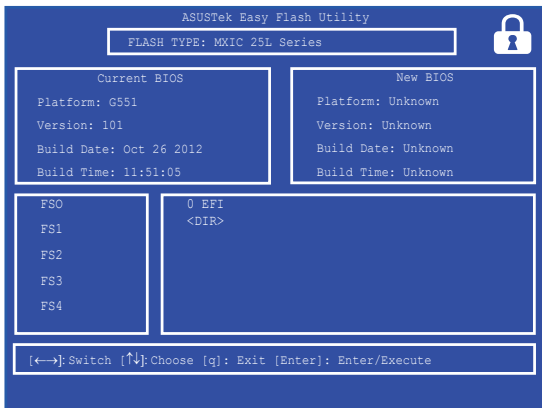 ASUSTek Easy Flash Utility
FLASH TYPE: MXIC 25L Series
Current BIOS
Platform: G551
Version: 101
Build Date: Oct 26 2012
Build Time: 11:51:05
New BIOS
Platform: Unknown
Version: Unknown
Build Date: Unknown
Build Time: Unknown
FSO
FS1
FS2
FS3
FS4
0 EFI
<DIR>
[←→]: Switch [↑↓]: Choose [q]: Exit [Enter]: Enter/Execute